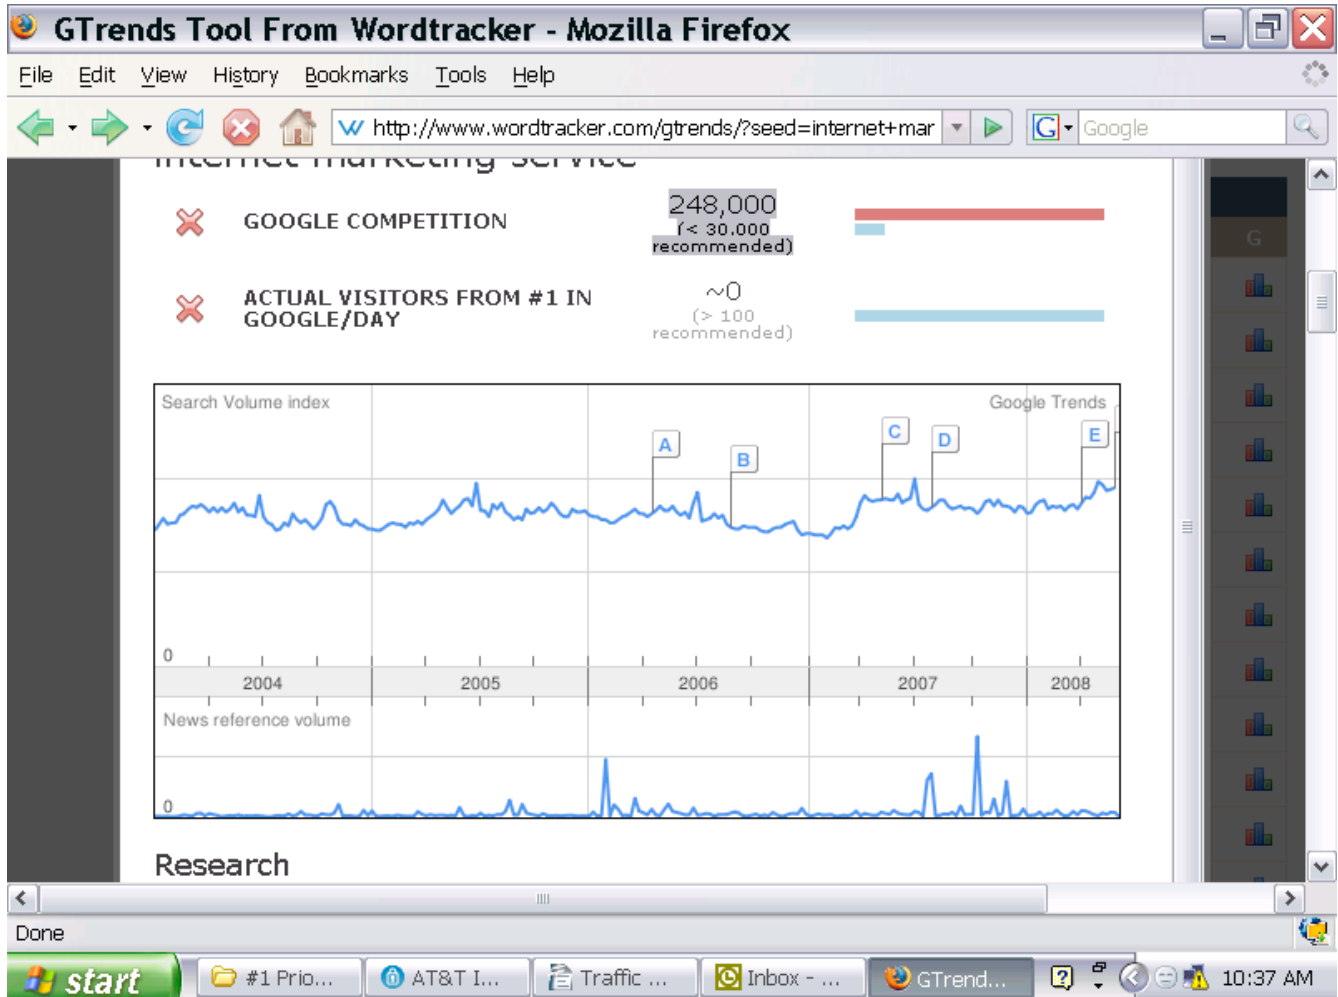 GTrends Tool From Wordtracker - Mozilla Firefox
File Edit View History Bookmarks Tools Help
http://www.wordtracker.com/gtrends/?seed=internet+mar
G Google
internet marketing service
GOOGLE COMPETITION
248,000
(< 30,000
recommended)
ACTUAL VISITORS FROM #1 IN
GOOGLE/DAY
~0
(> 100
recommended)
G
Search Volume index
Google Trends
A
B
C
D
E
0
2004 2005 2006 2007 2008
News reference volume
0
Research
Done
start
#1 Prio...
AT&T I...
Traffic ...
Inbox - ...
GTrend...
10:37 AM